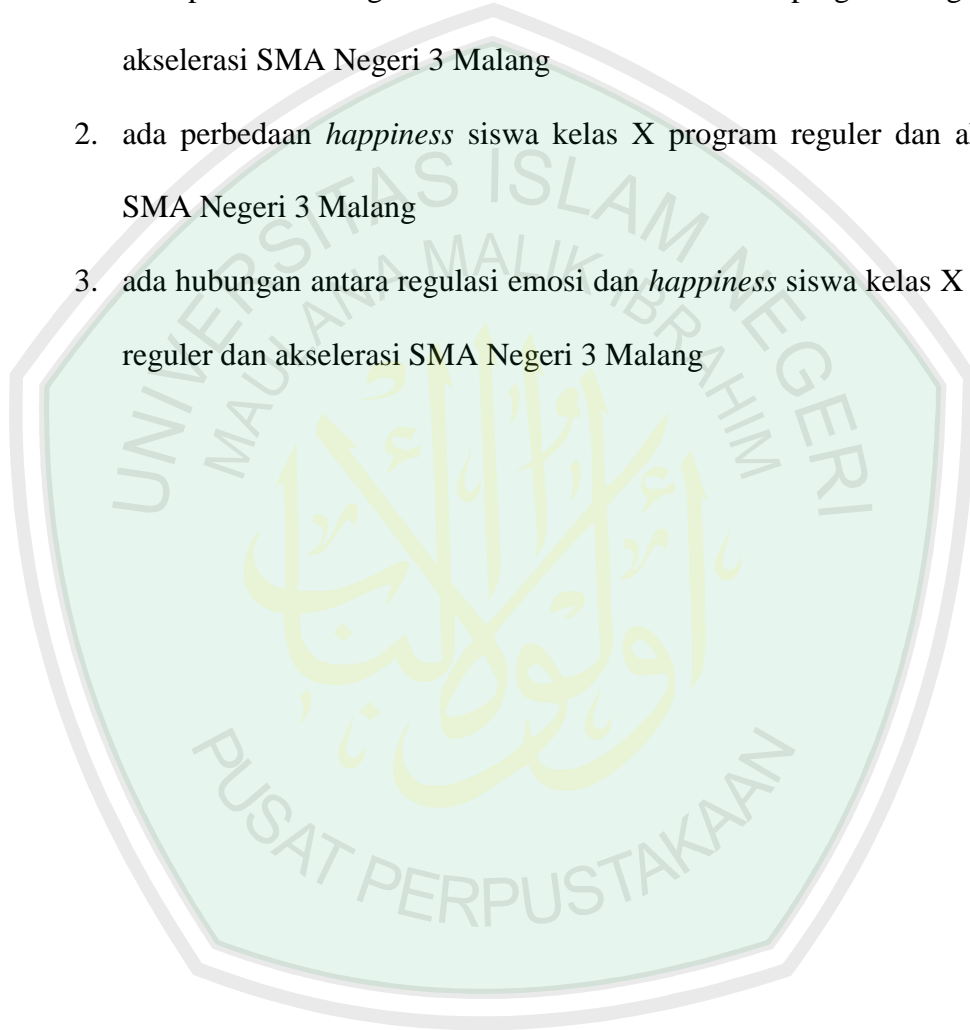 akselerasi SMA Negeri 3 Malang
2. ada perbedaan happiness siswa kelas X program reguler dan a
SMA Negeri 3 Malang
3. ada hubungan antara regulasi emosi dan happiness siswa kelas X
reguler dan akselerasi SMA Negeri 3 Malang
UNIVERSITAS ISLAM NEGERI
MAULANA MALIK IBRAHIM
PUSAT PERPUSTAKAAN